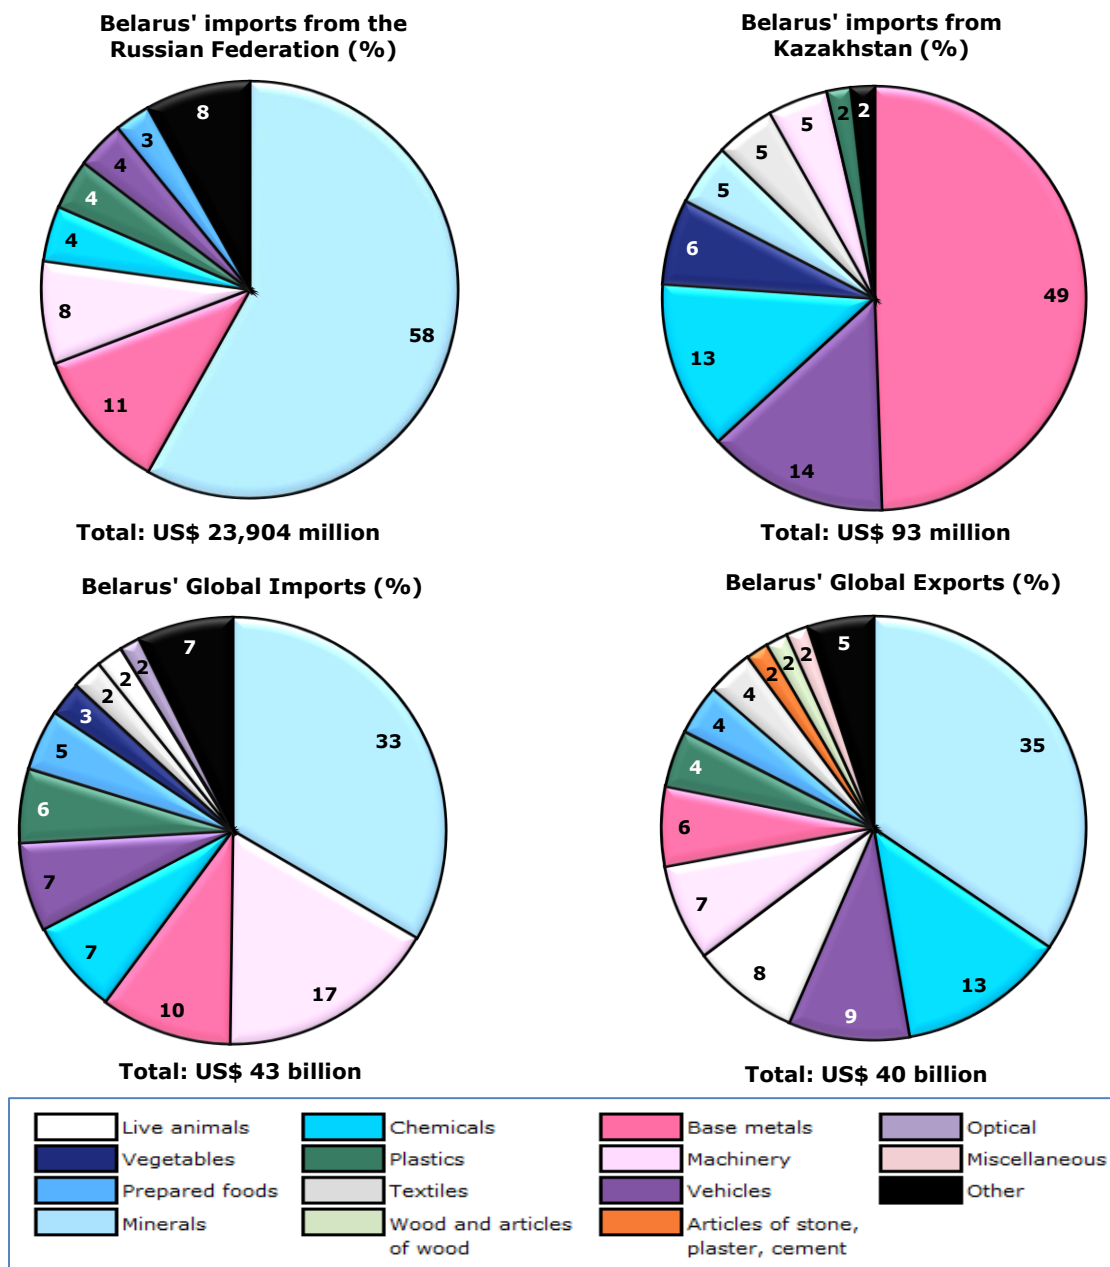 Belarus' imports from the
Russian Federation (%)
8
3
4
4
4
8
11
58
Total: US$ 23,904 million
Belarus' imports from
Kazakhstan (%)
2
2
5
5
5
6
13
14
49
Total: US$ 93 million
Belarus' Global Imports (%)
7
2
2
2
3
5
6
7
7
10
17
33
Total: US$ 43 billion
Belarus' Global Exports (%)
5
2
2
2
4
4
4
6
7
8
9
13
35
Total: US$ 40 billion
Live animals
Vegetables
Prepared foods
Minerals
Chemicals
Plastics
Textiles
Wood and articles
of wood
Base metals
Machinery
Vehicles
Articles of stone,
plaster, cement
Optical
Miscellaneous
Other